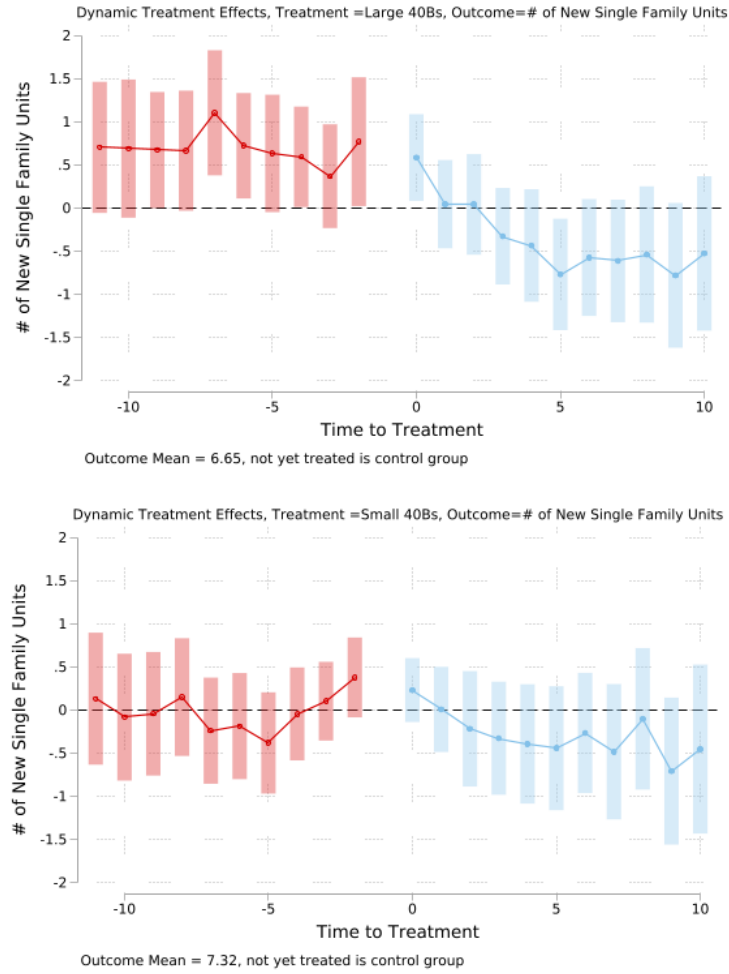 Dynamic Treatment Effects, Treatment =Large 40Bs, Outcome=# of New Single Family Units
# of New Single Family Units
2
1.5
1
.5
0
-.5
-1
-1.5
-2
-10 -5 0 5 10
Time to Treatment
Outcome Mean = 6.65, not yet treated is control group
Dynamic Treatment Effects, Treatment =Small 40Bs, Outcome=# of New Single Family Units
# of New Single Family Units
2
1.5
1
.5
0
-.5
-1
-1.5
-2
-10 -5 0 5 10
Time to Treatment
Outcome Mean = 7.32, not yet treated is control group